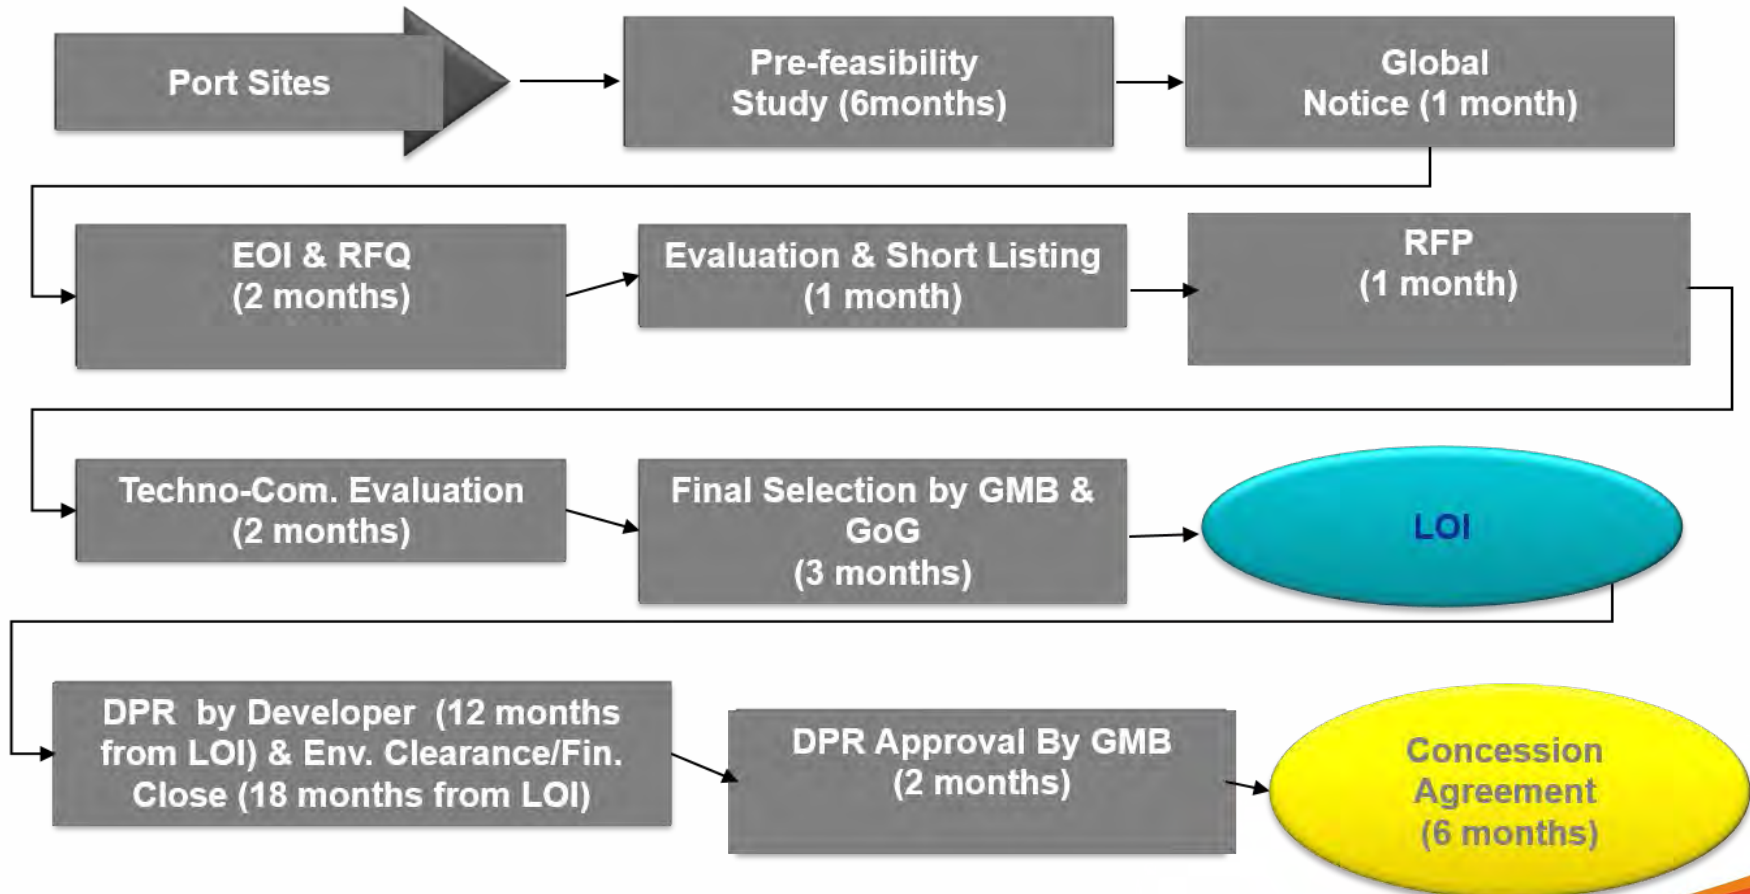 Port Sites
Pre-feasibility
Study (6months)
Global
Notice (1 month)
EOI & RFQ
(2 months)
Evaluation & Short Listing
(1 month)
RFP
(1 month)
Techno-Com. Evaluation
(2 months)
Final Selection by GMB &
GoG
(3 months)
LOI
DPR by Developer (12 months
from LOI) & Env. Clearance/Fin.
Close (18 months from LOI)
DPR Approval By GMB
(2 months)
Concession
Agreement
(6 months)